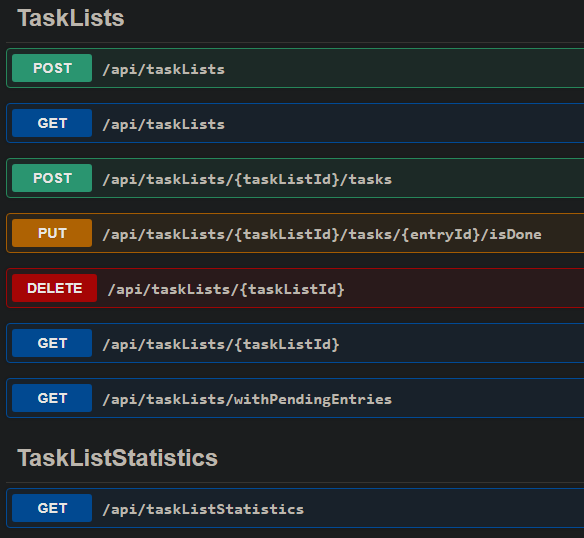 TaskLists
POST /api/taskLists
GET /api/taskLists
POST /api/taskLists/{taskListId}/tasks
PUT /api/taskLists/{taskListId}/tasks/{entryId}/isDone
DELETE /api/taskLists/{taskListId}
GET /api/taskLists/{taskListId}
GET /api/taskLists/withPendingEntries
TaskListStatistics
GET /api/taskListStatistics